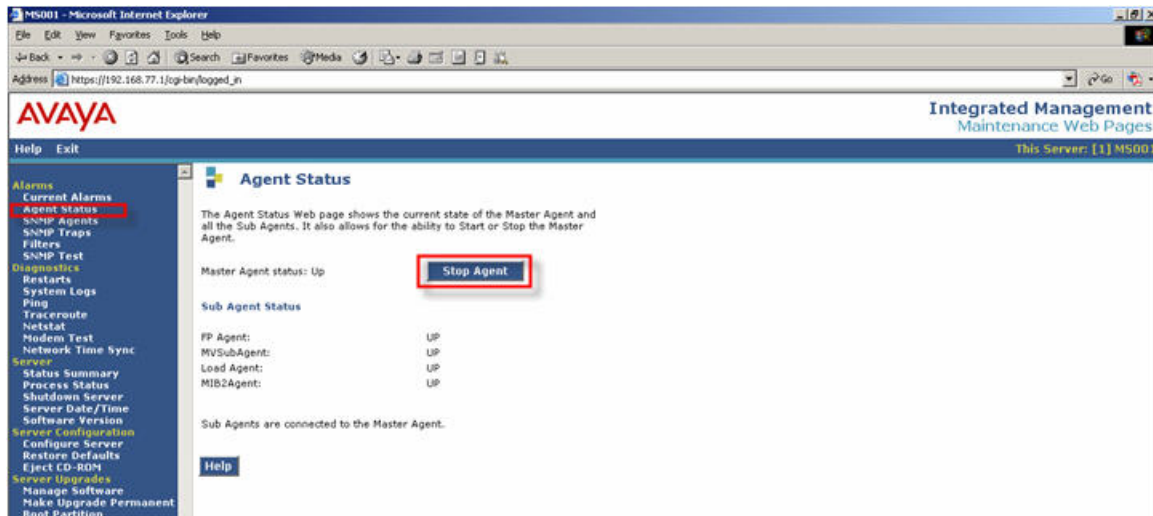 MS001 - Microsoft Internet Explorer
File Edit View Favorites Tools Help
Back Search Favorites Media
Address https://192.168.77.1/cgi-bin/logged_in Go
AVAYA
Integrated Management
Maintenance Web Pages
Help Exit
This Server: [1] MS001
Alarms
Current Alarms
Agent Status
SNMP Agents
SNMP Traps
Filters
SNMP Test
Diagnostics
Restarts
System Logs
Ping
Traceroute
Netstat
Modem Test
Network Time Sync
Server
Status Summary
Process Status
Shutdown Server
Server Date/Time
Software Version
Server Configuration
Configure Server
Restore Defaults
Eject CD-ROM
Server Upgrades
Manage Software
Make Upgrade Permanent
Boot Partition
Agent Status
The Agent Status Web page shows the current state of the Master Agent and
all the Sub Agents. It also allows for the ability to Start or Stop the Master
Agent.
Master Agent status: Up Stop Agent
Sub Agent Status
FP Agent: UP
MVSubAgent: UP
Load Agent: UP
MIB2Agent: UP
Sub Agents are connected to the Master Agent.
Help